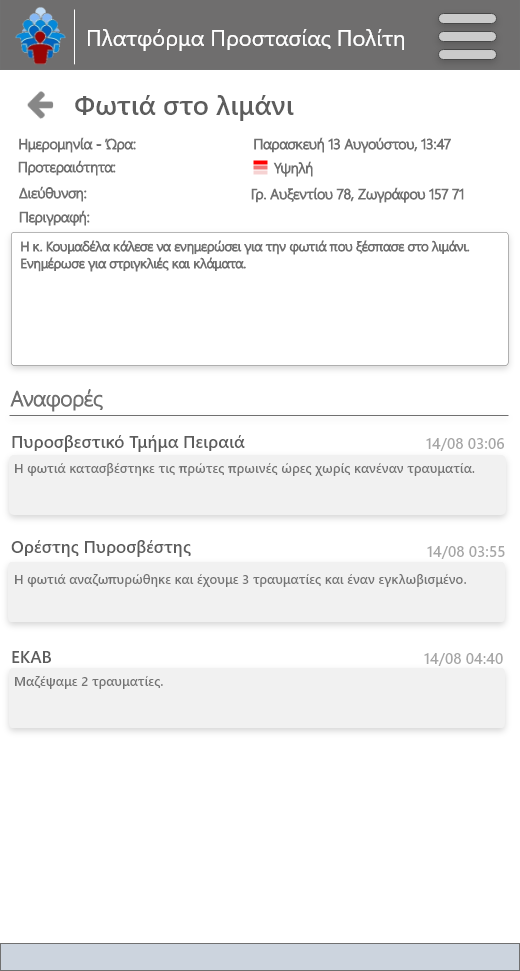 Πλατφόρμα Προστασίας Πολίτη
Φωτιά στο λιμάνι
Ημερομηνία - Ώρα: Παρασκευή 13 Αυγούστου, 13:47
Προτεραιότητα: Υψηλή
Διεύθυνση: Γρ. Αυξεντίου 78, Ζωγράφου 157 71
Περιγραφή:
Η κ. Κουμαδέλα κάλεσε να ενημερώσει για την φωτιά που ξέσπασε στο λιμάνι.
Ενημέρωσε για στριγκλιές και κλάματα.
Αναφορές
Πυροσβεστικό Τμήμα Πειραιά 14/08 03:06
Η φωτιά κατασβέστηκε τις πρώτες πρωινές ώρες χωρίς κανέναν τραυματία.
Ορέστης Πυροσβέστης 14/08 03:55
Η φωτιά αναζωπυρώθηκε και έχουμε 3 τραυματίες και έναν εγκλωβισμένο.
ΕΚΑΒ 14/08 04:40
Μαζέψαμε 2 τραυματίες.